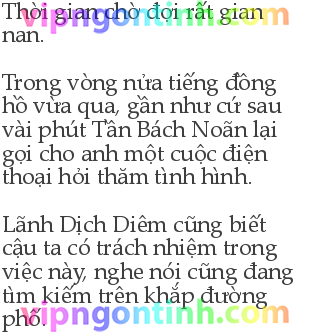 Thời gian chờ đợi rất gian
nan.
Trong vòng nửa tiếng đồng
hồ vừa qua, gần như cứ sau
vài phút Tần Bách Noãn lại
gọi cho anh một cuộc điện
thoại hỏi thăm tình hình.
Lãnh Dịch Diêm cũng biết
cậu ta có trách nhiệm trong
việc này, nghe nói cũng đang
tìm kiếm trên khắp đường
phố.
vipngontinh.com
vipngontinh.com